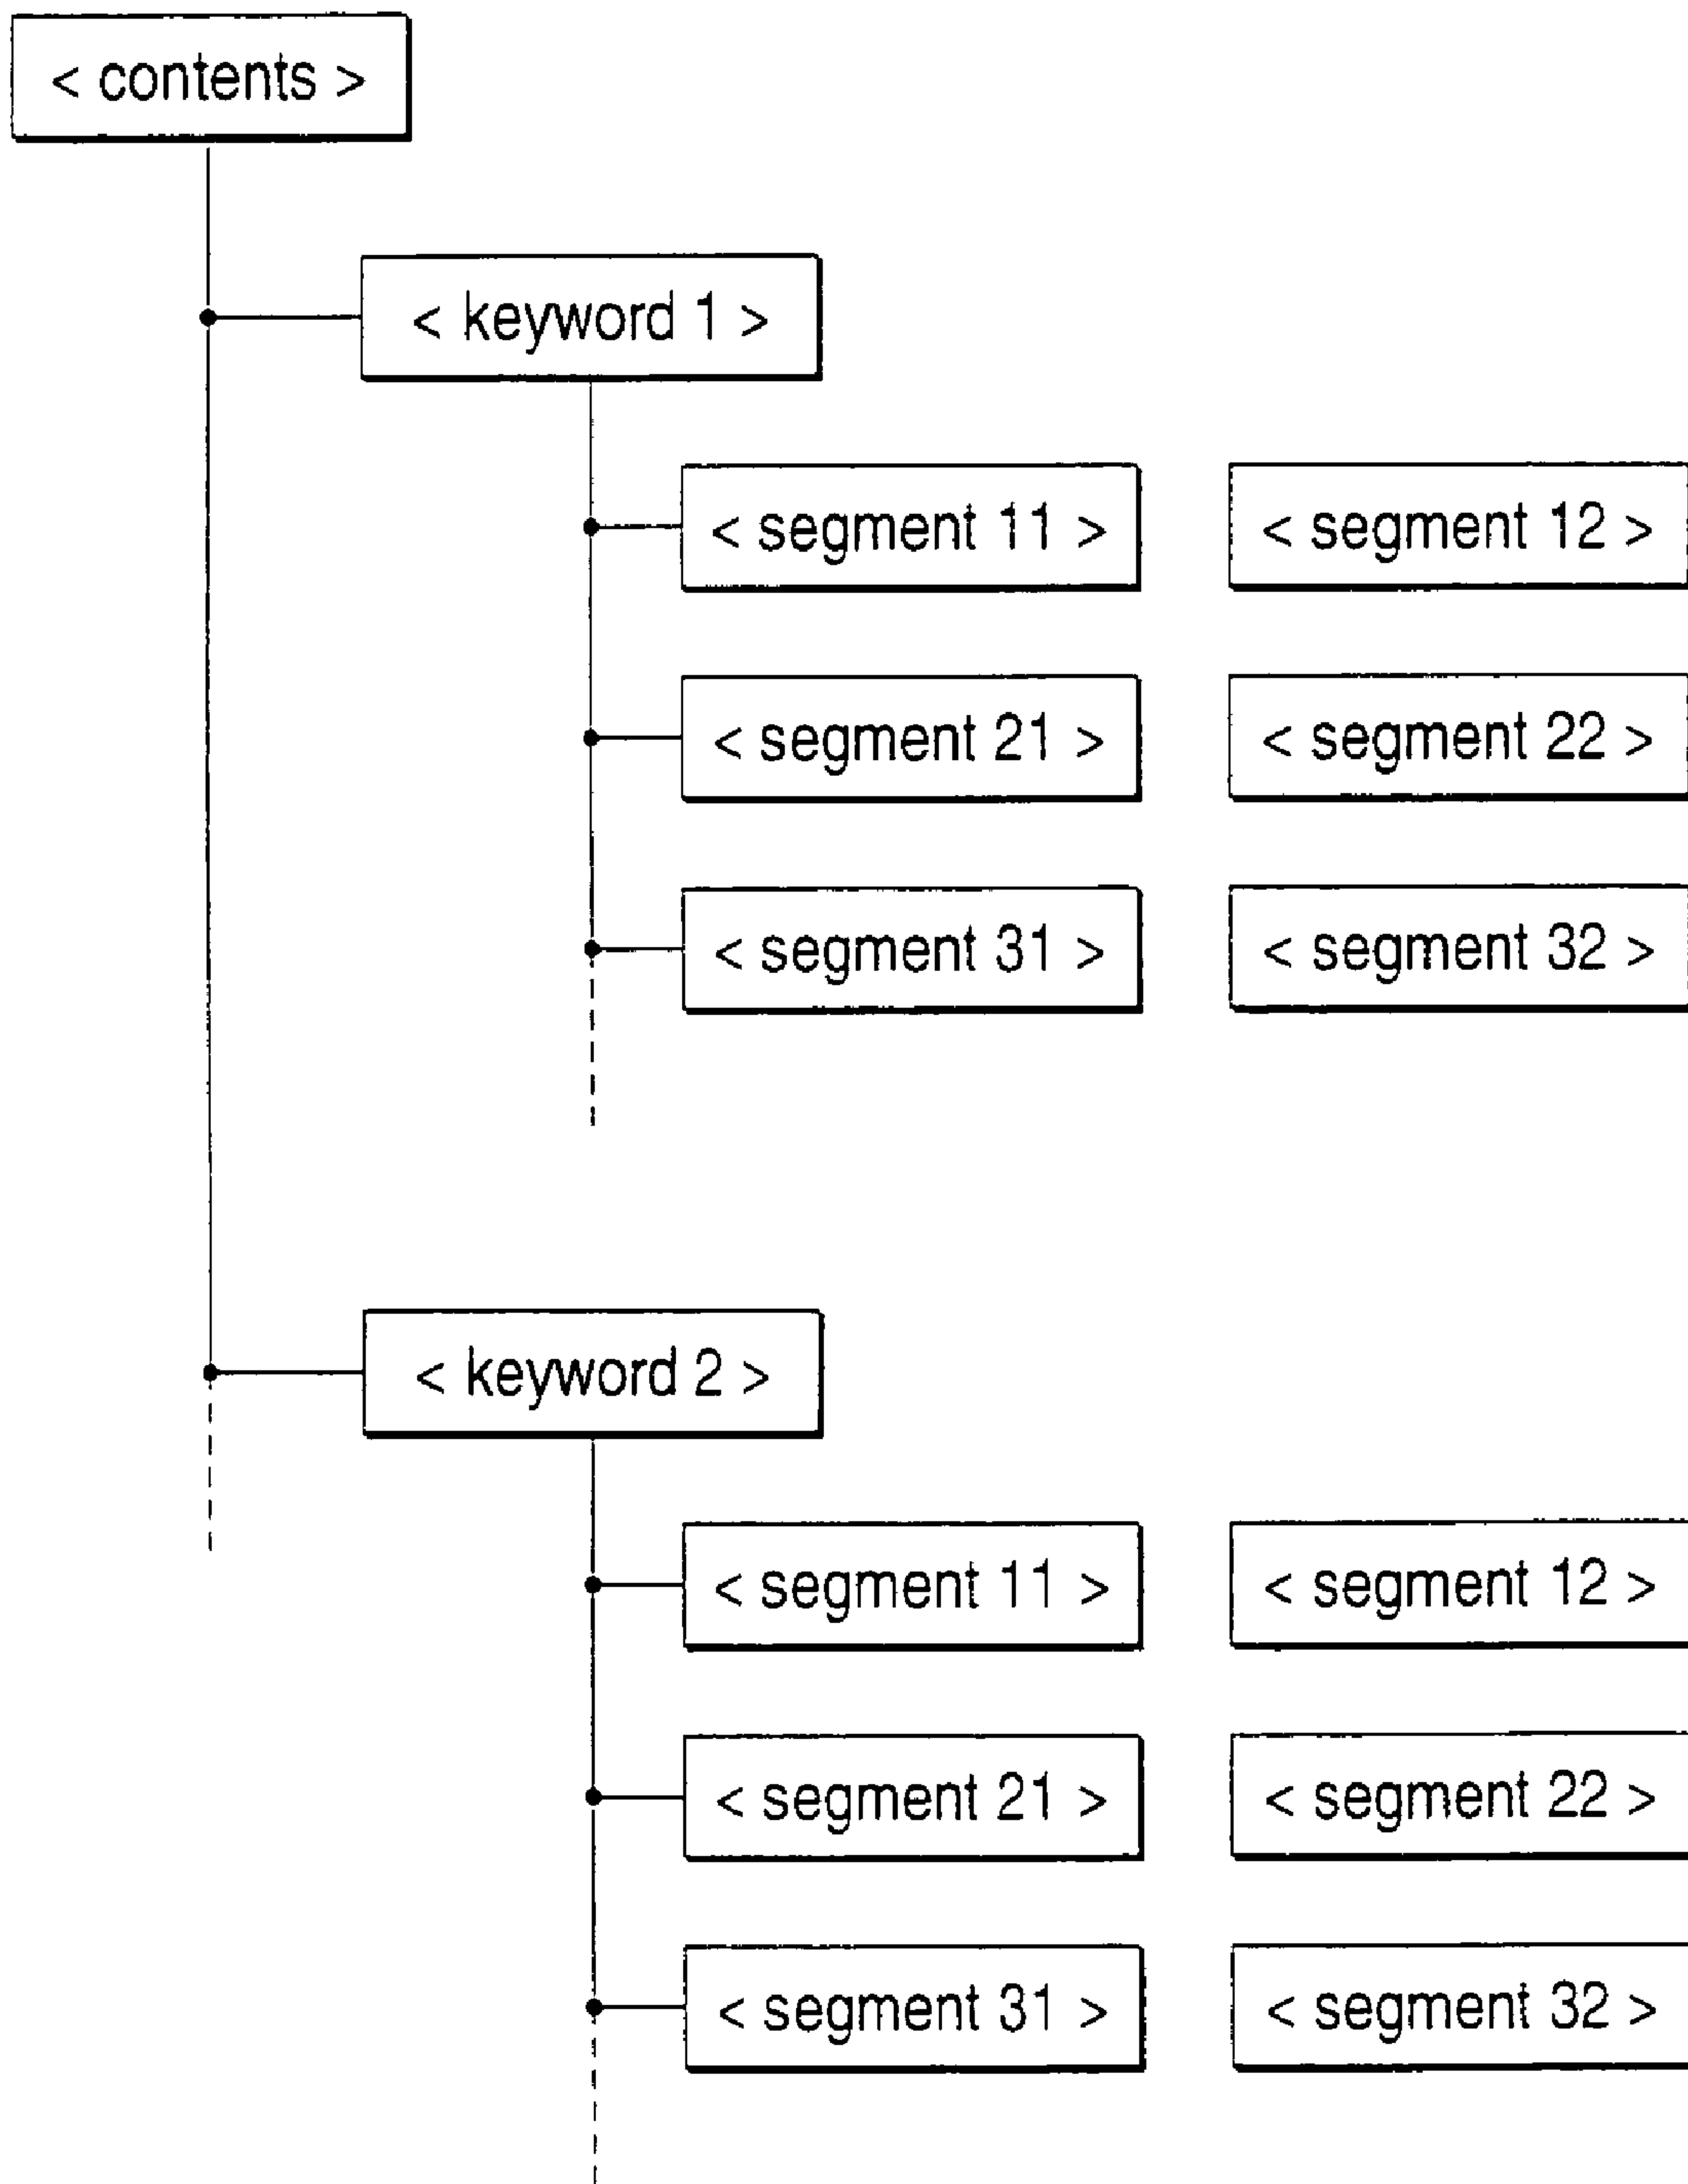 < contents >
< keyword 1 >
< segment 11 > < segment 12 >
< segment 21 > < segment 22 >
< segment 31 > < segment 32 >
< keyword 2 >
< segment 11 > < segment 12 >
< segment 21 > < segment 22 >
< segment 31 > < segment 32 >